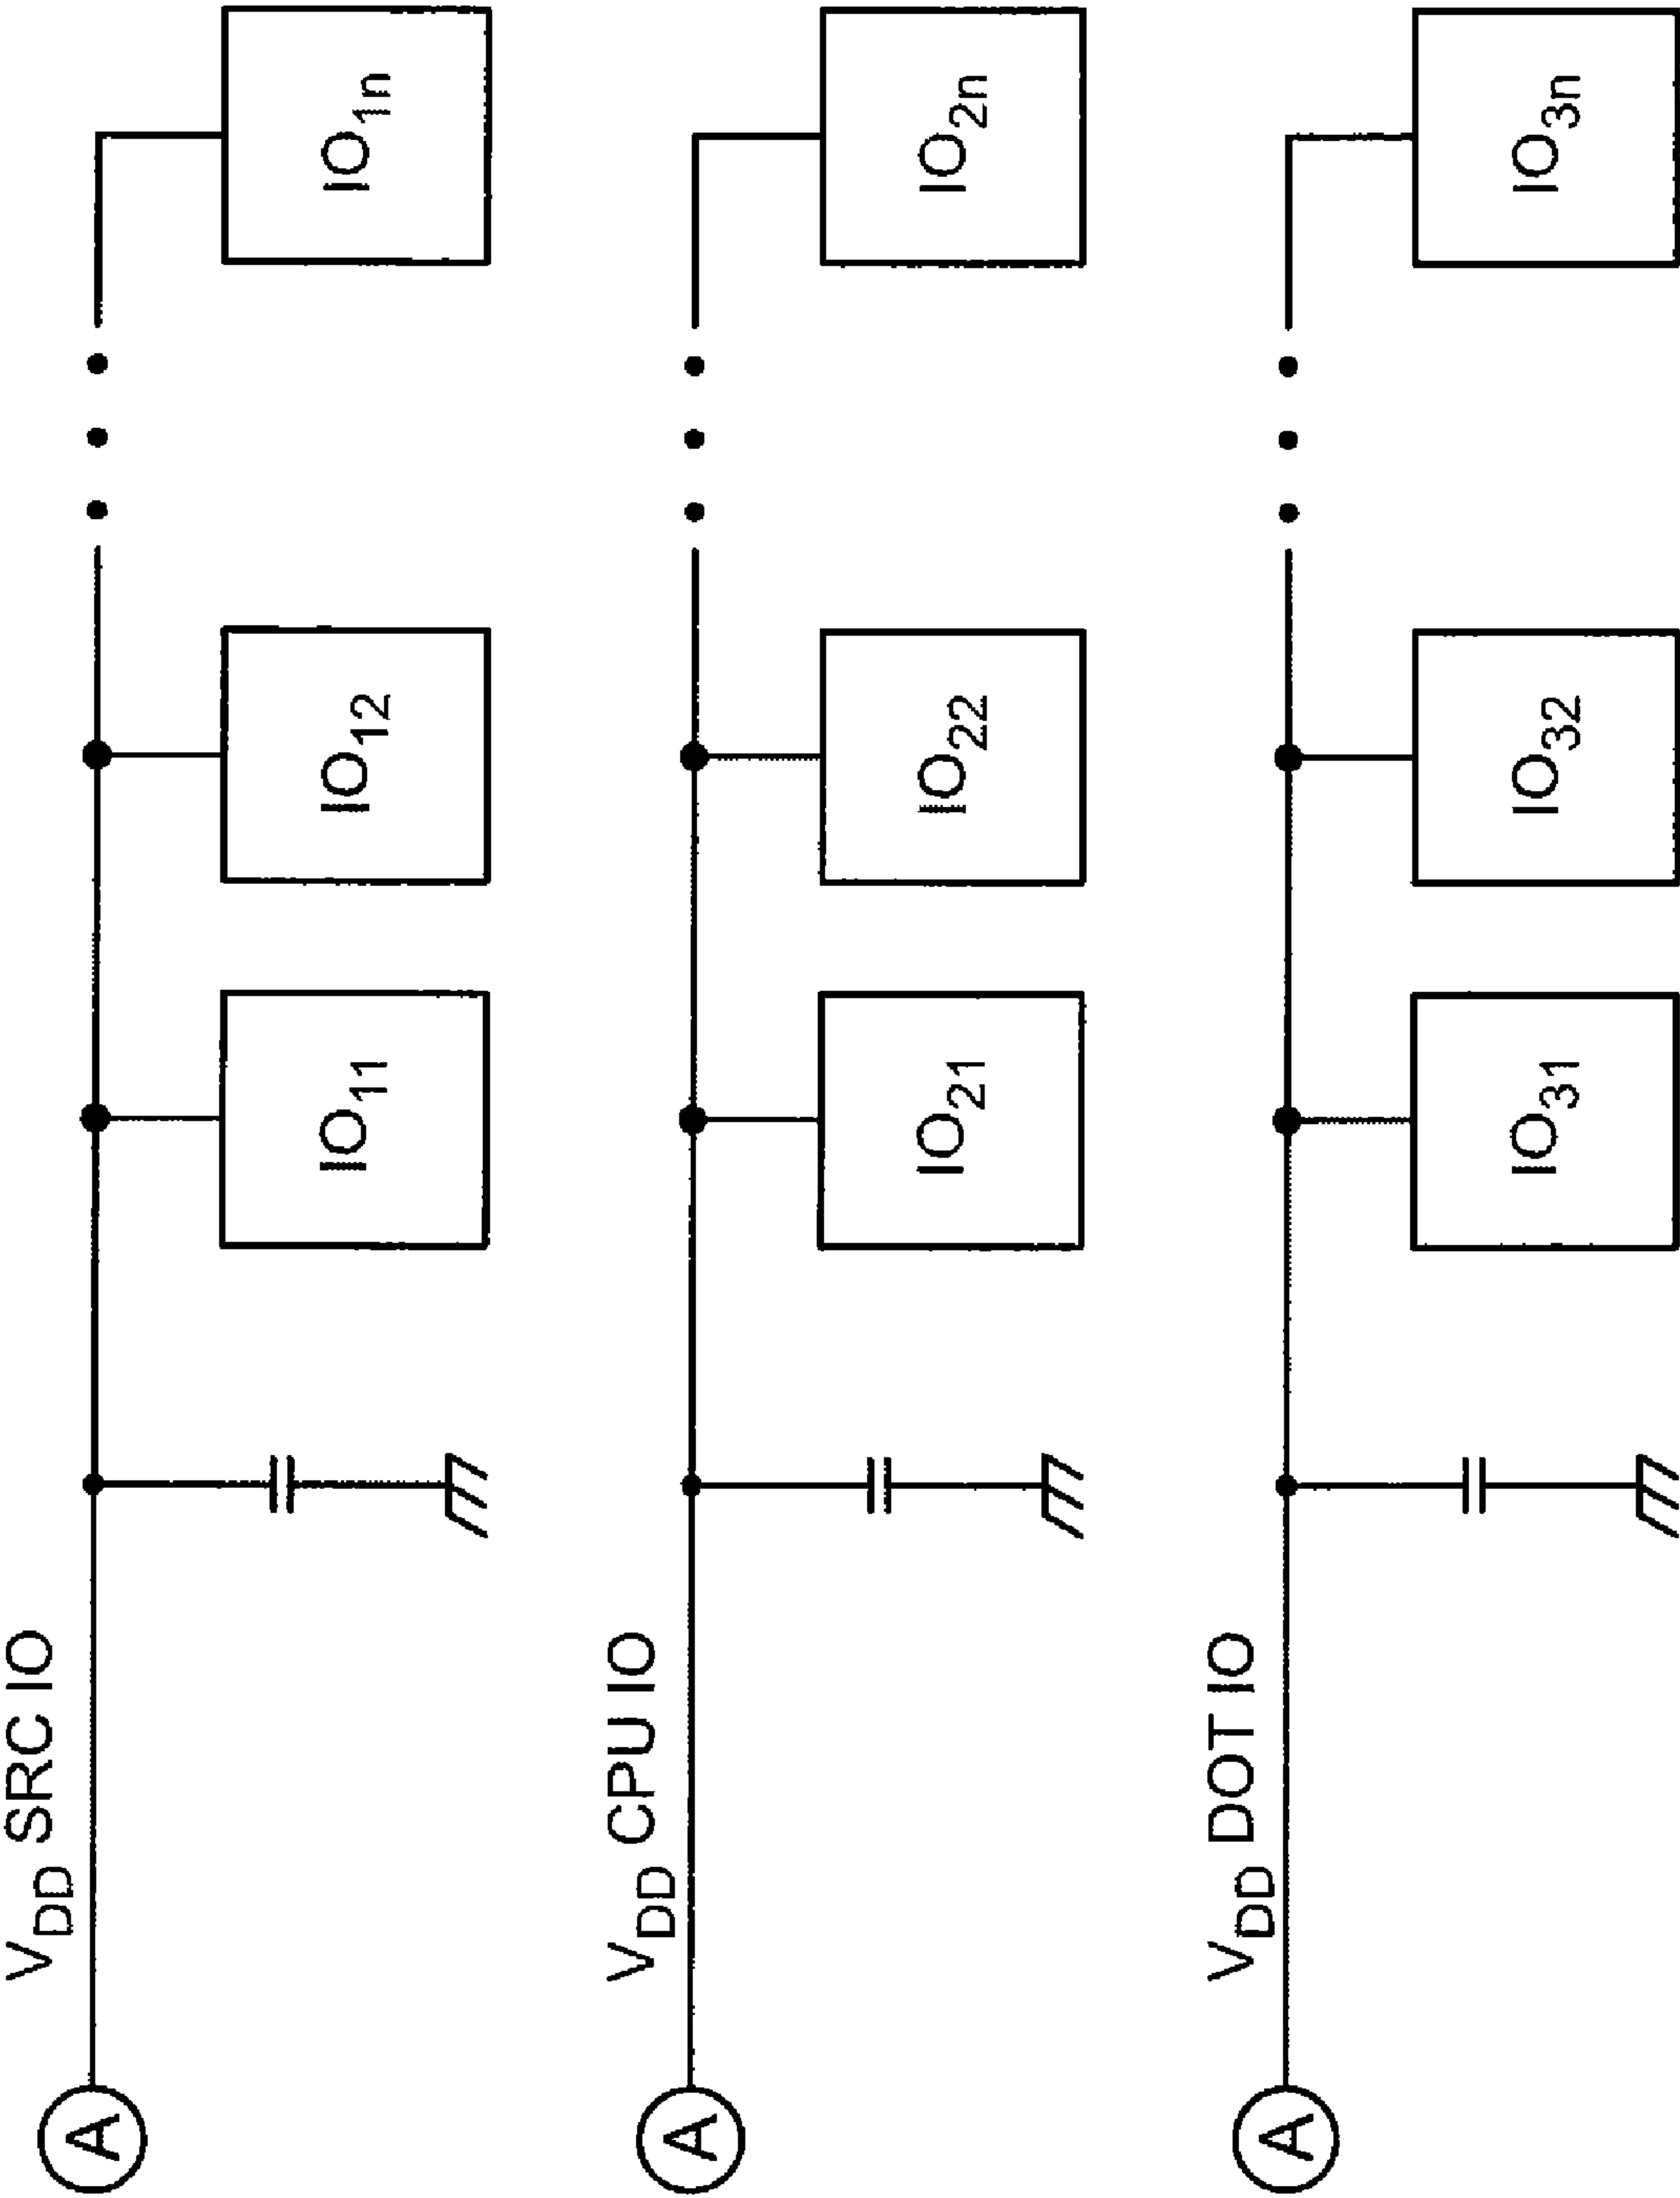 V_DD SRC IO
A
IO_11
IO_12
IO_1n
V_DD CPU IO
A
IO_21
IO_22
IO_2n
V_DD DOT IO
A
IO_31
IO_32
IO_3n